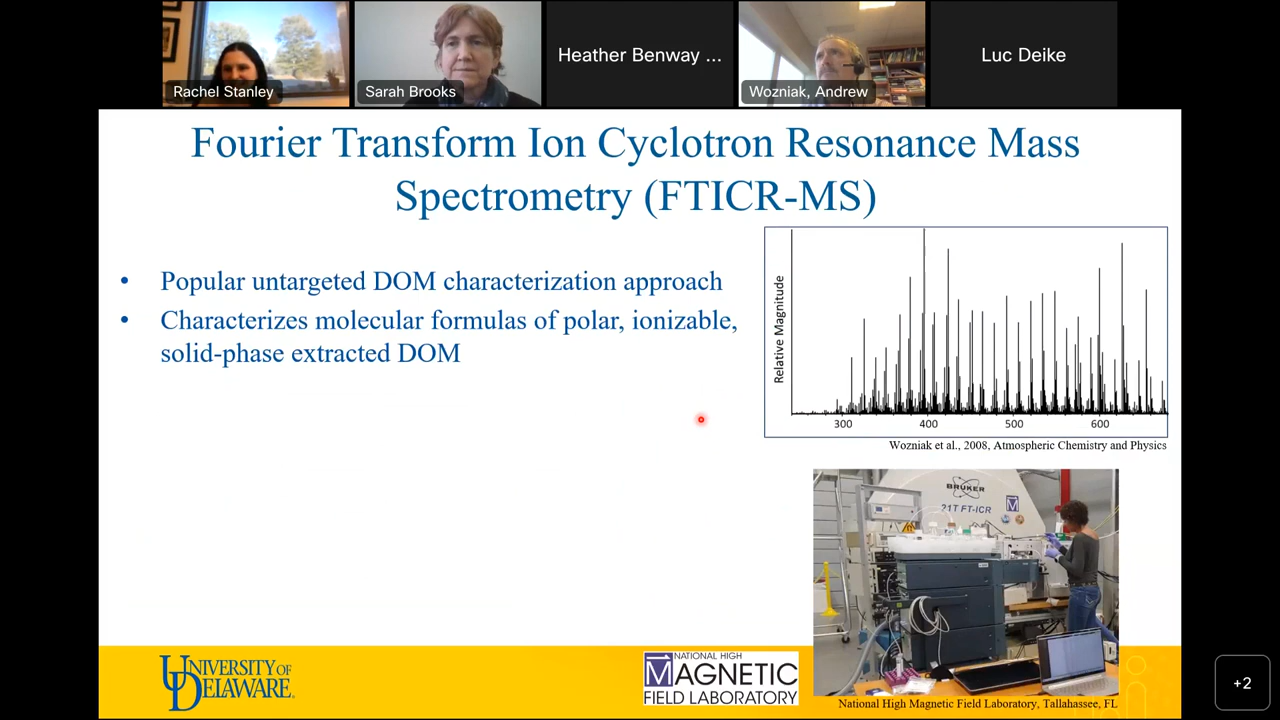 Rachel Stanley
Sarah Brooks
Heather Benway ...
Wozniak, Andrew
Luc Deike
Fourier Transform Ion Cyclotron Resonance Mass
Spectrometry (FTICR-MS)
• Popular untargeted DOM characterization approach
• Characterizes molecular formulas of polar, ionizable,
solid-phase extracted DOM
Relative Magnitude
300 400 500 600
Wozniak et al., 2008, Atmospheric Chemistry and Physics
BRUKER
21T FT-ICR
UNIVERSITY OF
DELAWARE
NATIONAL HIGH
MAGNETIC
FIELD LABORATORY
National High Magnetic Field Laboratory, Tallahassee, FL
+2